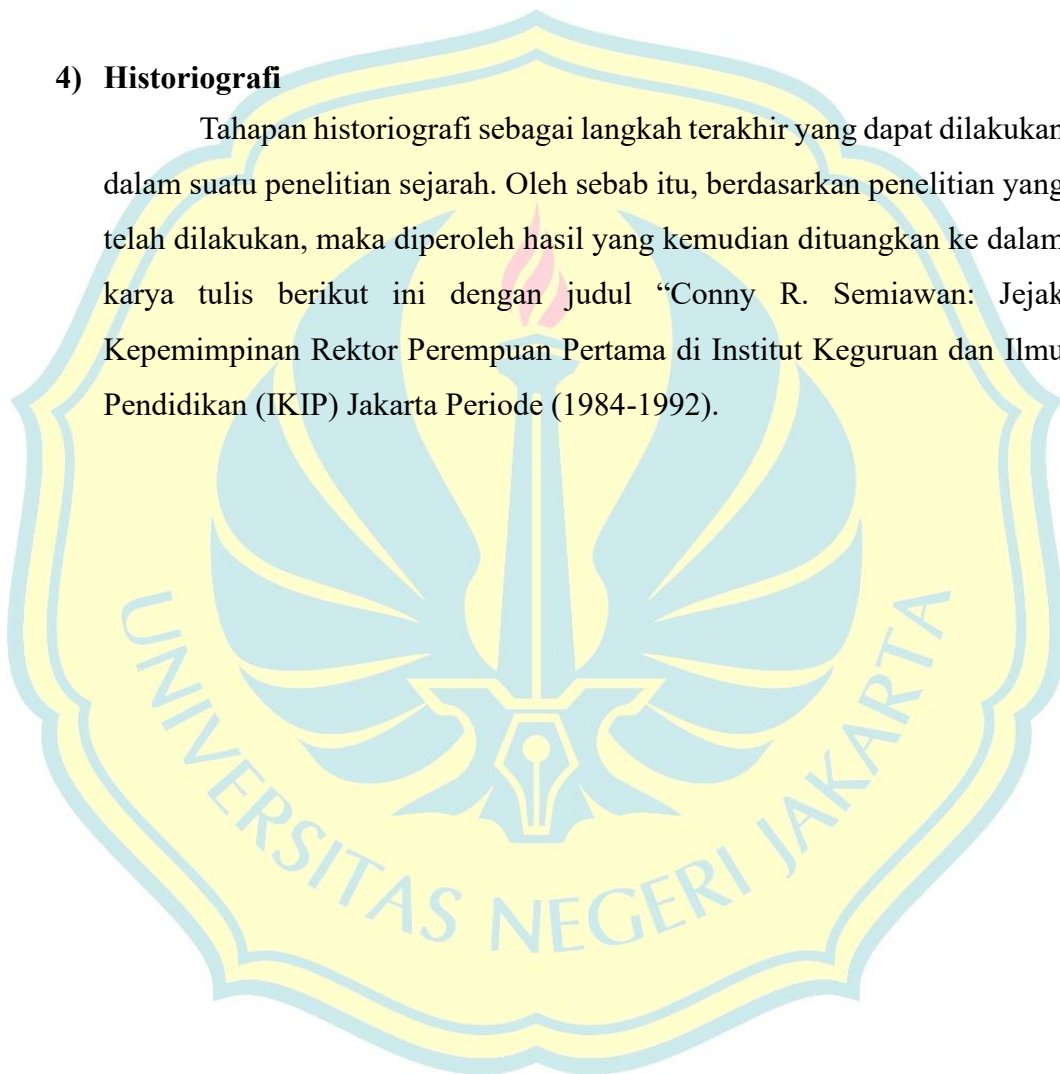 4) Historiografi
Tahapan historiografi sebagai langkah terakhir yang dapat dilakukan
dalam suatu penelitian sejarah. Oleh sebab itu, berdasarkan penelitian yang
telah dilakukan, maka diperoleh hasil yang kemudian dituangkan ke dalam
karya tulis berikut ini dengan judul “Conny R. Semiawan: Jejak
Kepemimpinan Rektor Perempuan Pertama di Institut Keguruan dan Ilmu
Pendidikan (IKIP) Jakarta Periode (1984-1992).
UNIVERSITAS NEGERI JAKARTA